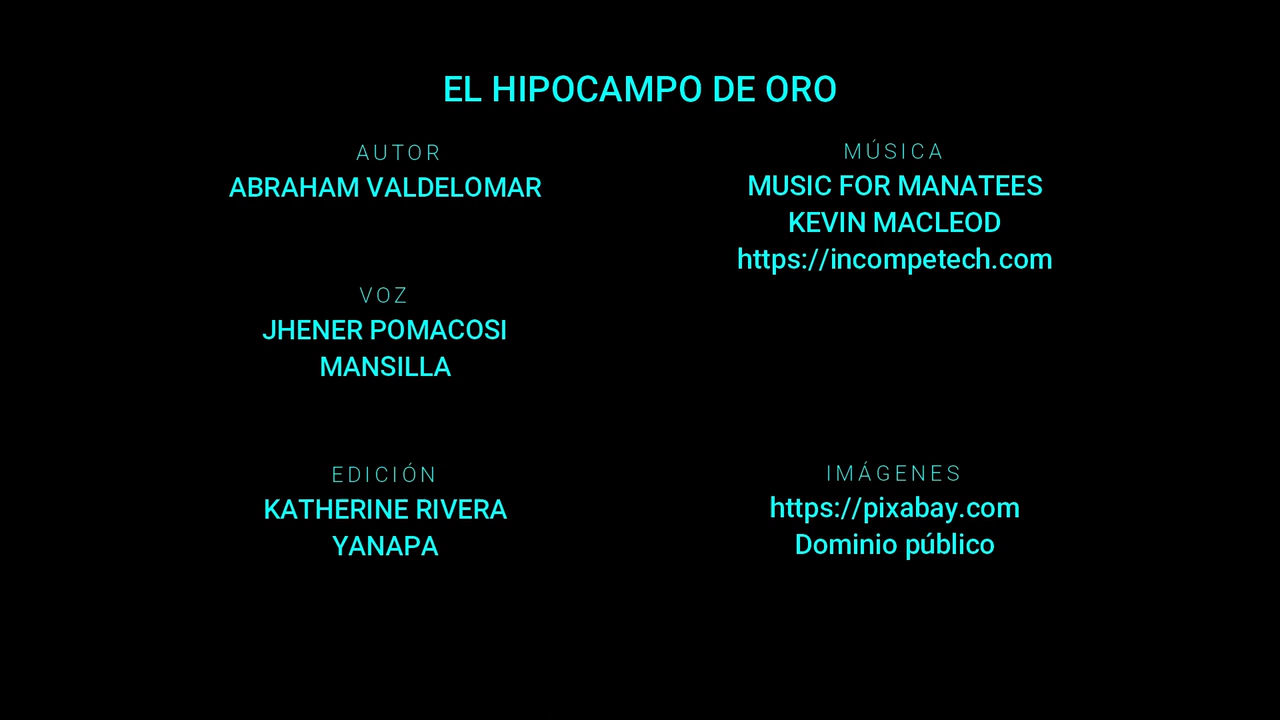 EL HIPOCAMPO DE ORO
AUTOR
ABRAHAM VALDELOMAR
VOZ
JHENER POMACOSI
MANSILLA
EDICIÓN
KATHERINE RIVERA
YANAPA
MÚSICA
MUSIC FOR MANATEES
KEVIN MACLEOD
https://incompetech.com
IMÁGENES
https://pixabay.com
Dominio público